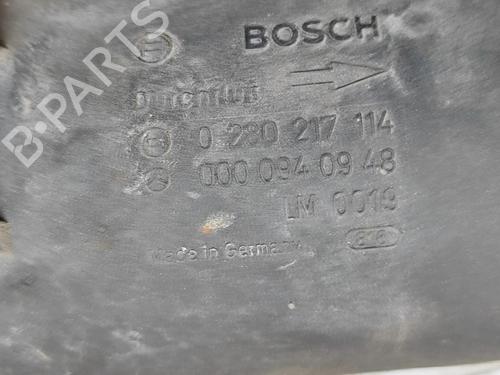 BOSCH
Durchfluß
0 280 217 114
000 094 09 48
LM 0019
Made in Germany
B-Parts